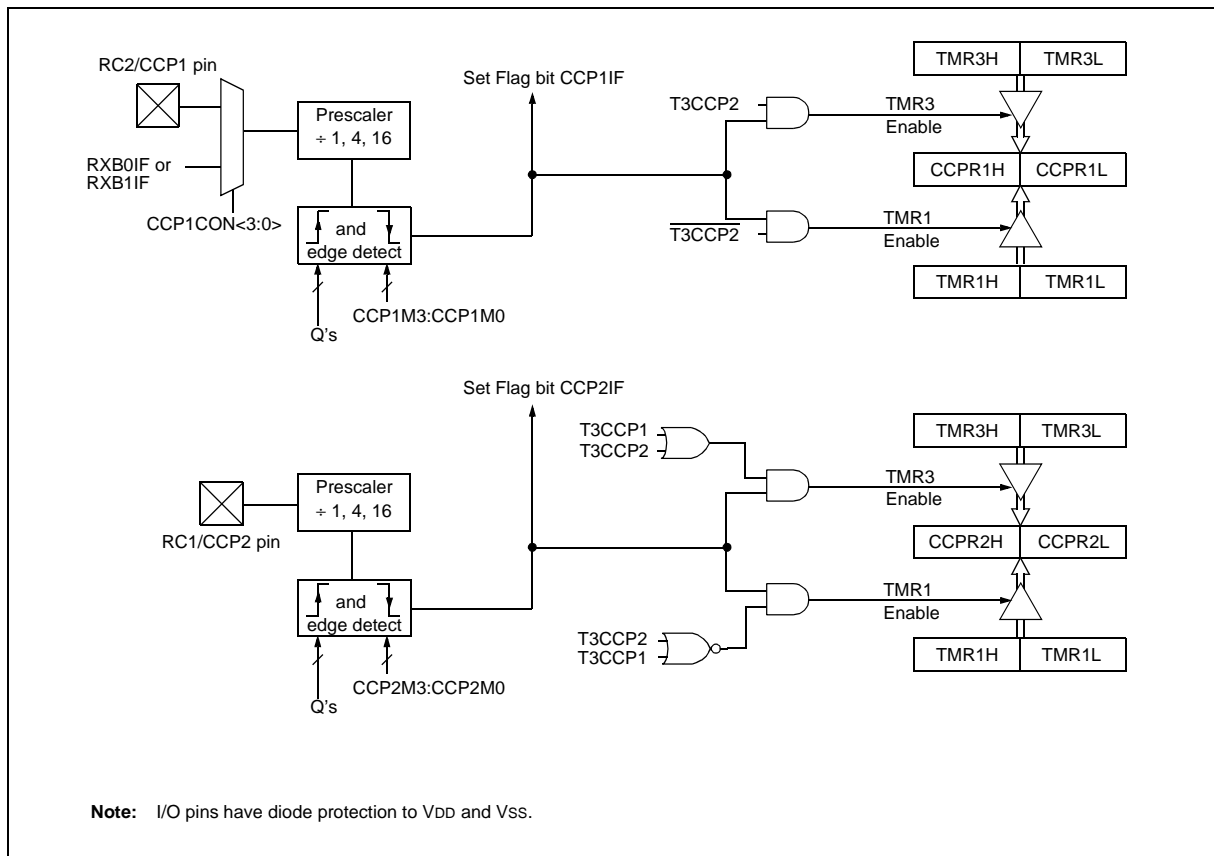 RC2/CCP1 pin
RXB0IF or
RXB1IF
CCP1CON<3:0>
Prescaler
÷ 1, 4, 16
and
edge detect
Q's
CCP1M3:CCP1M0
Set Flag bit CCP1IF
T3CCP2
T3CCP2
TMR3
Enable
TMR1
Enable
TMR3H TMR3L
CCPR1H CCPR1L
TMR1H TMR1L
RC1/CCP2 pin
Prescaler
÷ 1, 4, 16
and
edge detect
Q's
CCP2M3:CCP2M0
Set Flag bit CCP2IF
T3CCP1
T3CCP2
T3CCP2
T3CCP1
TMR3
Enable
TMR1
Enable
TMR3H TMR3L
CCPR2H CCPR2L
TMR1H TMR1L
Note: I/O pins have diode protection to VDD and VSS.